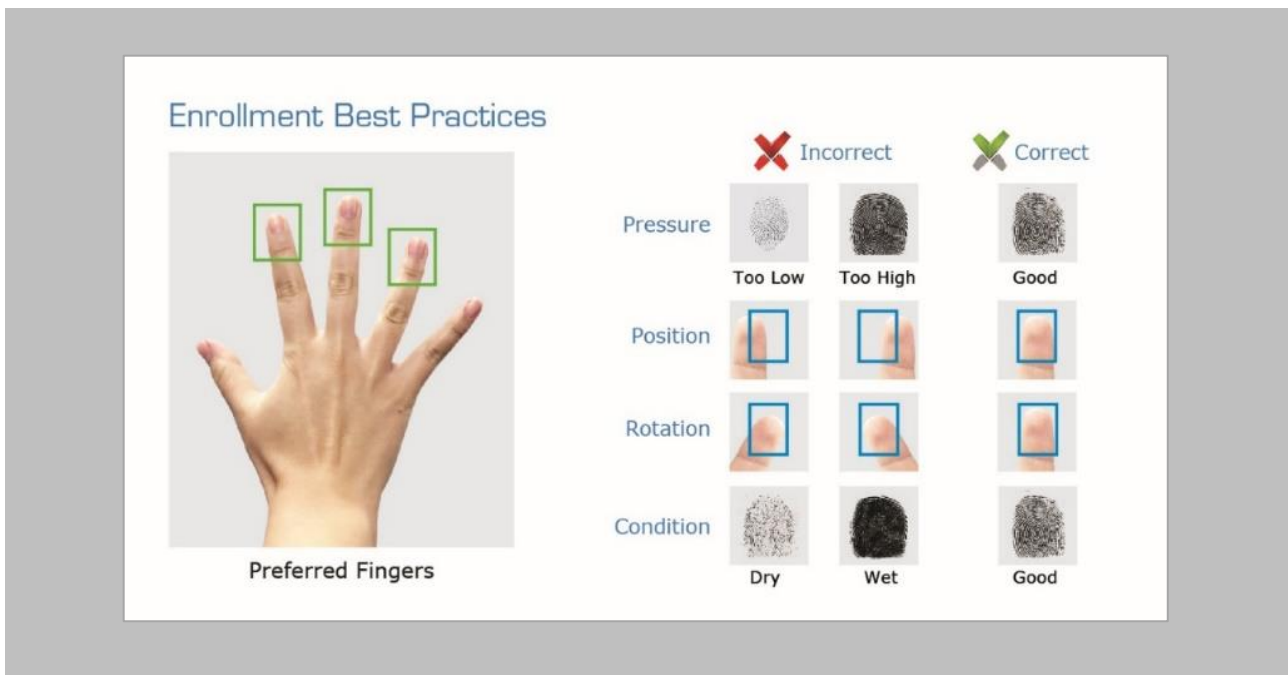 Enrollment Best Practices
Incorrect Correct
Pressure
Too Low Too High Good
Position
Rotation
Condition
Dry Wet Good
Preferred Fingers